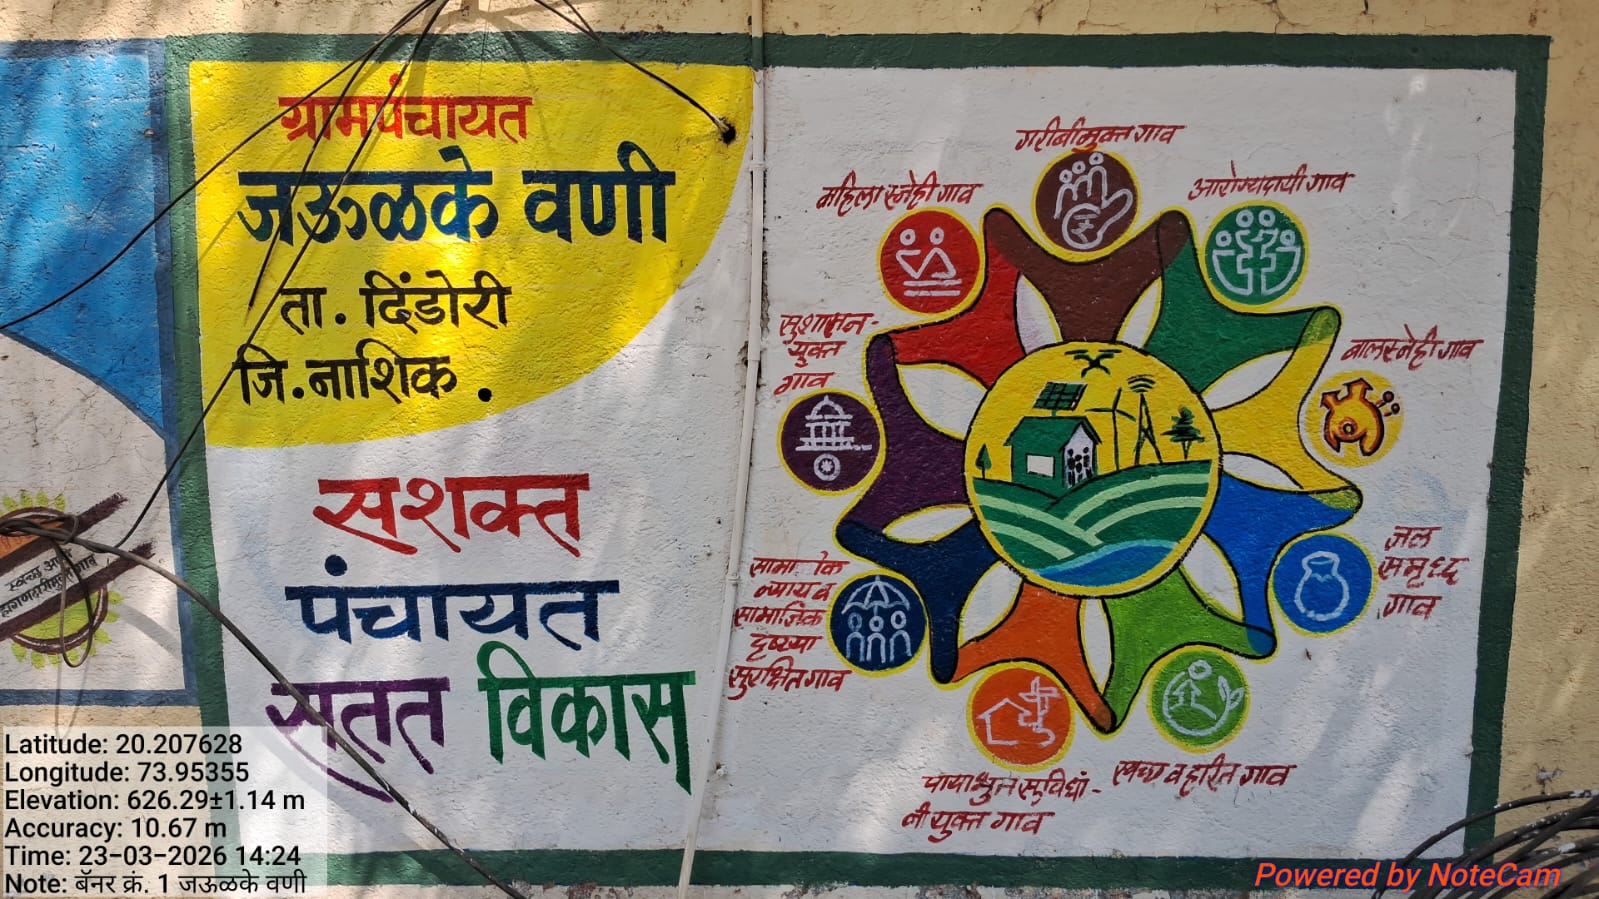 ग्रामपंचायत
जऊळके वणी
ता. दिंडोरी
जि. नाशिक.
सशक्त
पंचायत
सतत विकास
गरीबीमुक्त गाव
महिला स्नेही गाव
आरोग्यदायी गाव
सुशासन-
युक्त
गाव
बालस्नेही गाव
जल
समृध्द
गाव
न्याय व
सामाजिक
दृष्ट्या
सुरक्षित गाव
पायाभुत सुविधां-
नी युक्त गाव
स्वच्छ व हरित गाव
स्वच्छ
हागणदारीमुक्त गाव
Latitude: 20.207628
Longitude: 73.95355
Elevation: 626.29±1.14 m
Accuracy: 10.67 m
Time: 23-03-2026 14:24
Note: बॅनर क्रं. 1 जऊळके वणी
Powered by NoteCam